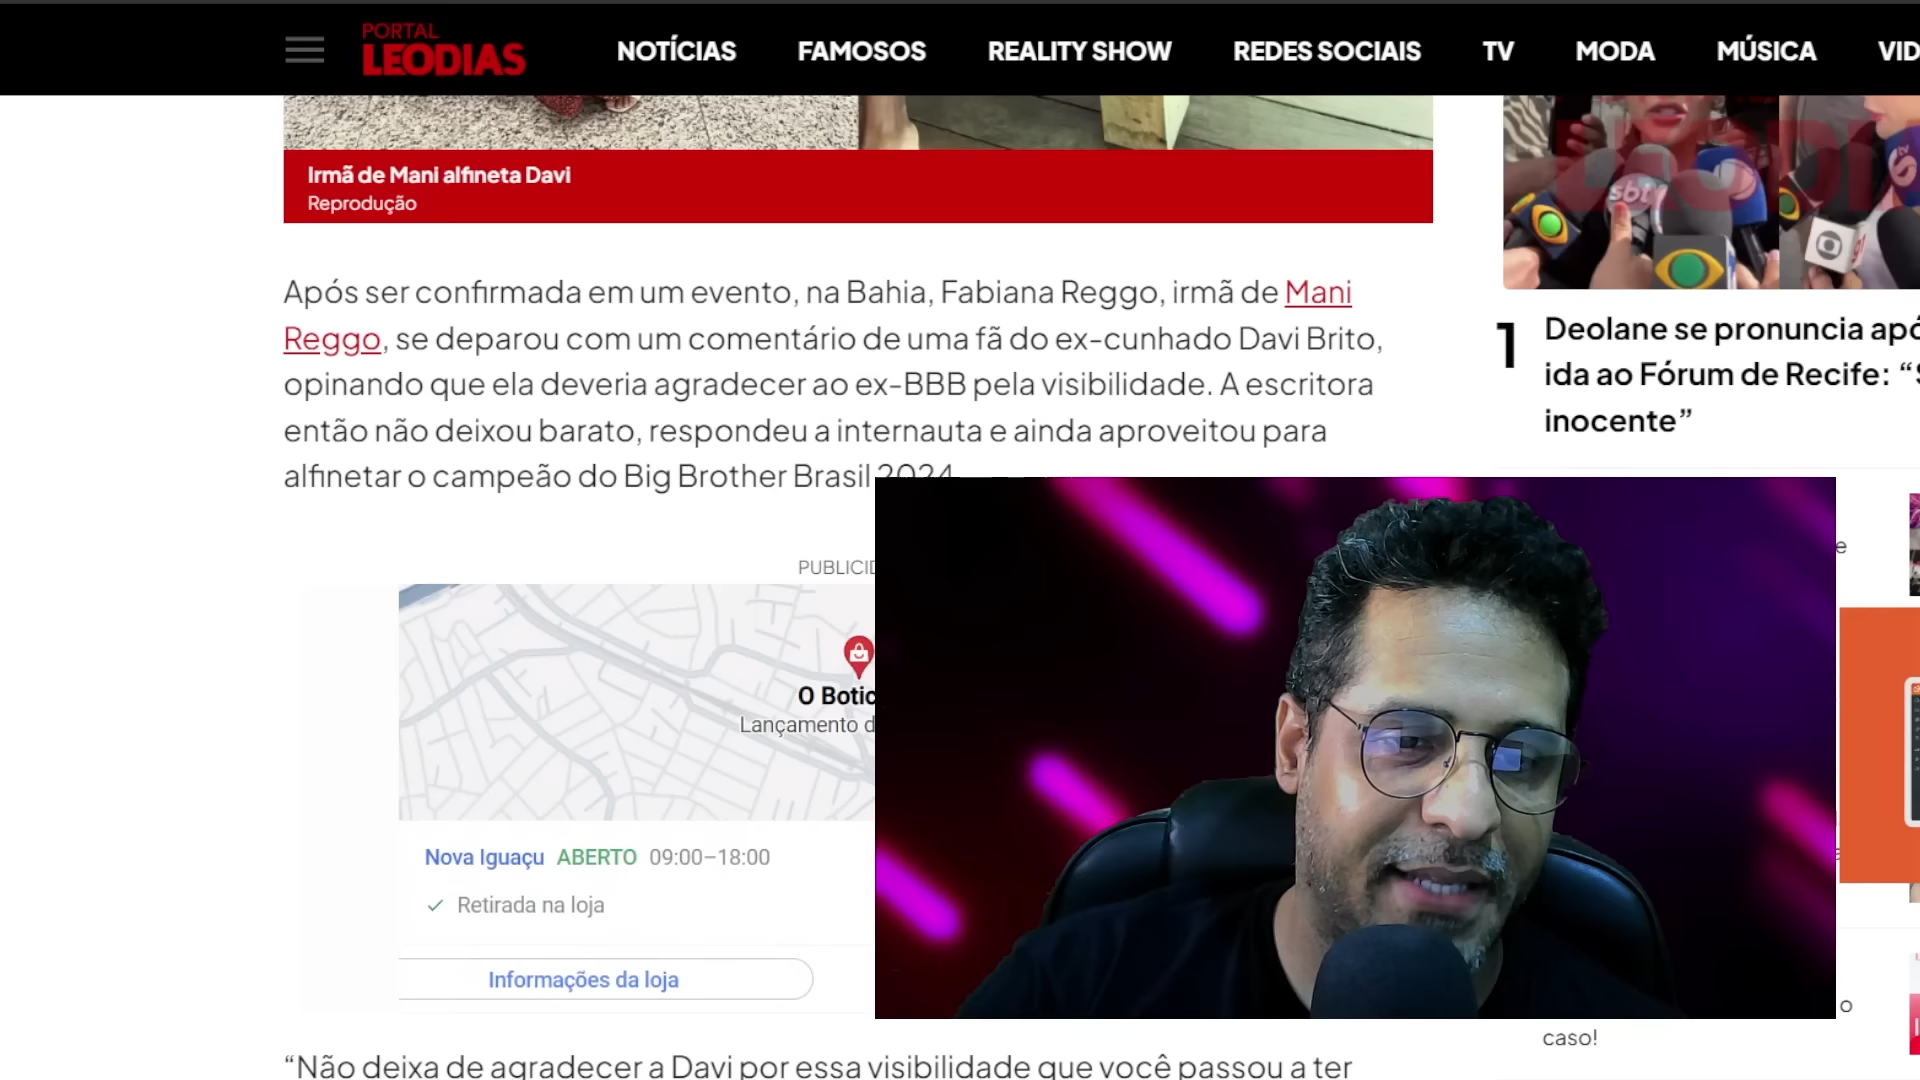 PORTAL
LEODIAS
NOTÍCIAS
FAMOSOS
REALITY SHOW
REDES SOCIAIS
TV
MODA
MÚSICA
Irmã de Mani alfineta Davi
Reprodução
Após ser confirmada em um evento, na Bahia, Fabiana Reggo, irmã de Mani
Reggo, se deparou com um comentário de uma fã do ex-cunhado Davi Brito,
opinando que ela deveria agradecer ao ex-BBB pela visibilidade. A escritora
então não deixou barato, respondeu a internauta e ainda aproveitou para
alfinetar o campeão do Big Brother Brasil 2024
O Botic
Lançamento d
Nova Iguaçu ABERTO 09:00–18:00
Retirada na loja
Informações da loja
“Não deixa de agradecer a Davi por essa visibilidade que você passou a ter
sbt
1
Deolane se pronuncia apó
ida ao Fórum de Recife: “S
inocente”
e
o
caso!